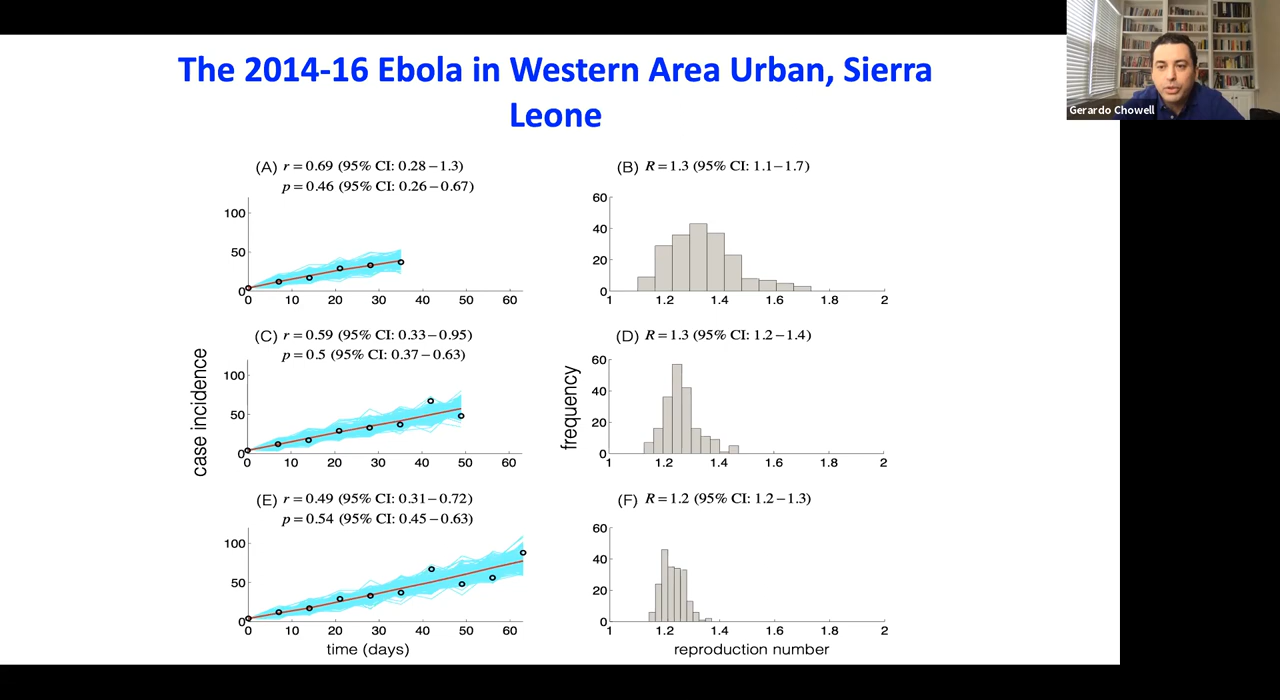 The 2014-16 Ebola in Western Area Urban, Sierra
Leone
Gerardo Chowell
(A) r = 0.69 (95% CI: 0.28 – 1.3)
p = 0.46 (95% CI: 0.26 – 0.67)
100
50
0
0 10 20 30 40 50 60
(B) R = 1.3 (95% CI: 1.1 – 1.7)
60
40
20
0
1 1.2 1.4 1.6 1.8 2
(C) r = 0.59 (95% CI: 0.33 – 0.95)
p = 0.5 (95% CI: 0.37 – 0.63)
case incidence
100
50
0
0 10 20 30 40 50 60
(D) R = 1.3 (95% CI: 1.2 – 1.4)
frequency
60
40
20
0
1 1.2 1.4 1.6 1.8 2
(E) r = 0.49 (95% CI: 0.31 – 0.72)
p = 0.54 (95% CI: 0.45 – 0.63)
100
50
0
0 10 20 30 40 50 60
time (days)
(F) R = 1.2 (95% CI: 1.2 – 1.3)
60
40
20
0
1 1.2 1.4 1.6 1.8 2
reproduction number